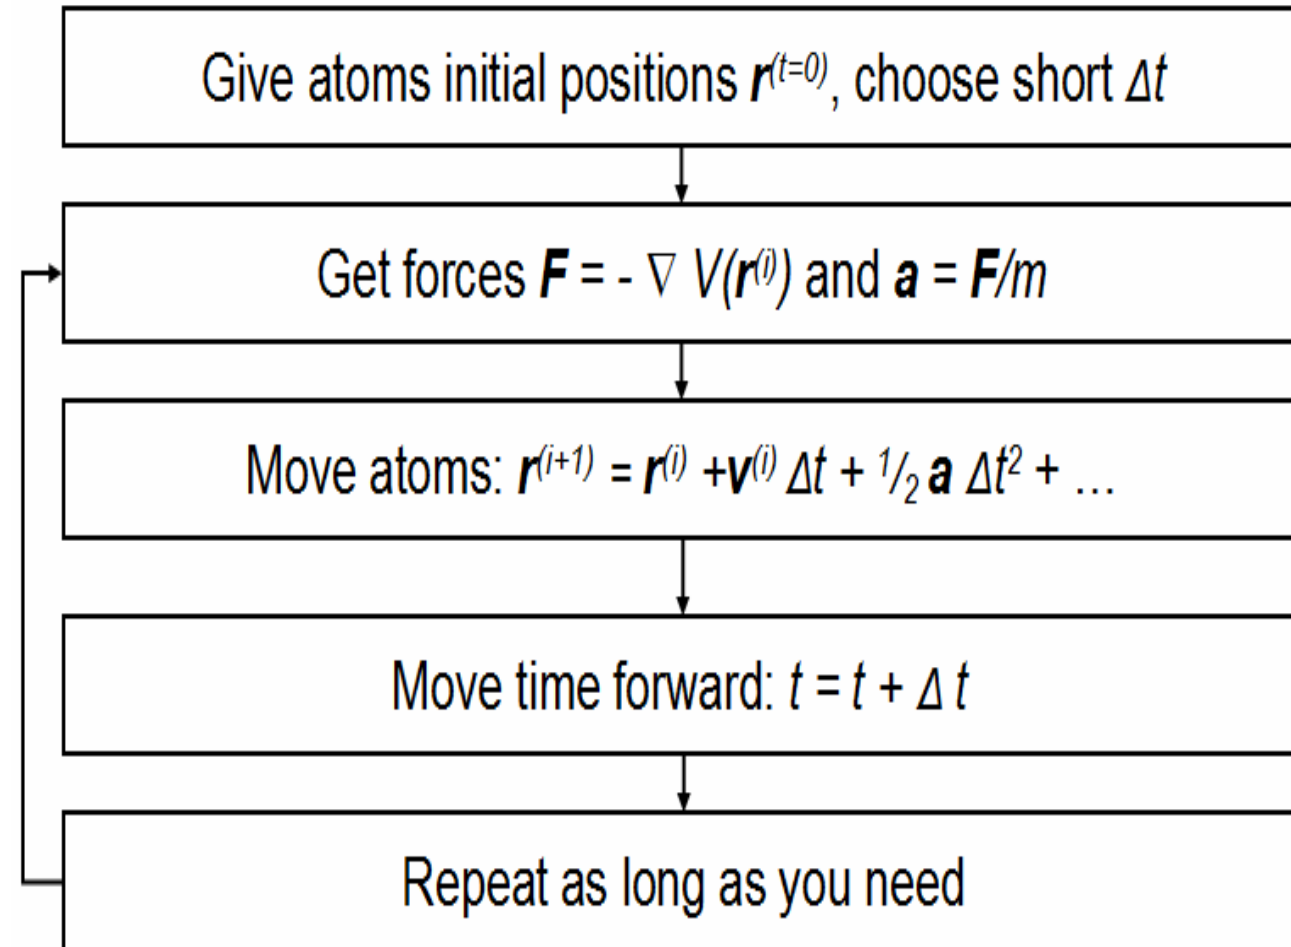 Give atoms initial positions r^(t=0), choose short Δt
Get forces F = - ∇ V(r^(i)) and a = F/m
Move atoms: r^(i+1) = r^(i) +v^(i) Δt + ½ a Δt² + ...
Move time forward: t = t + Δ t
Repeat as long as you need